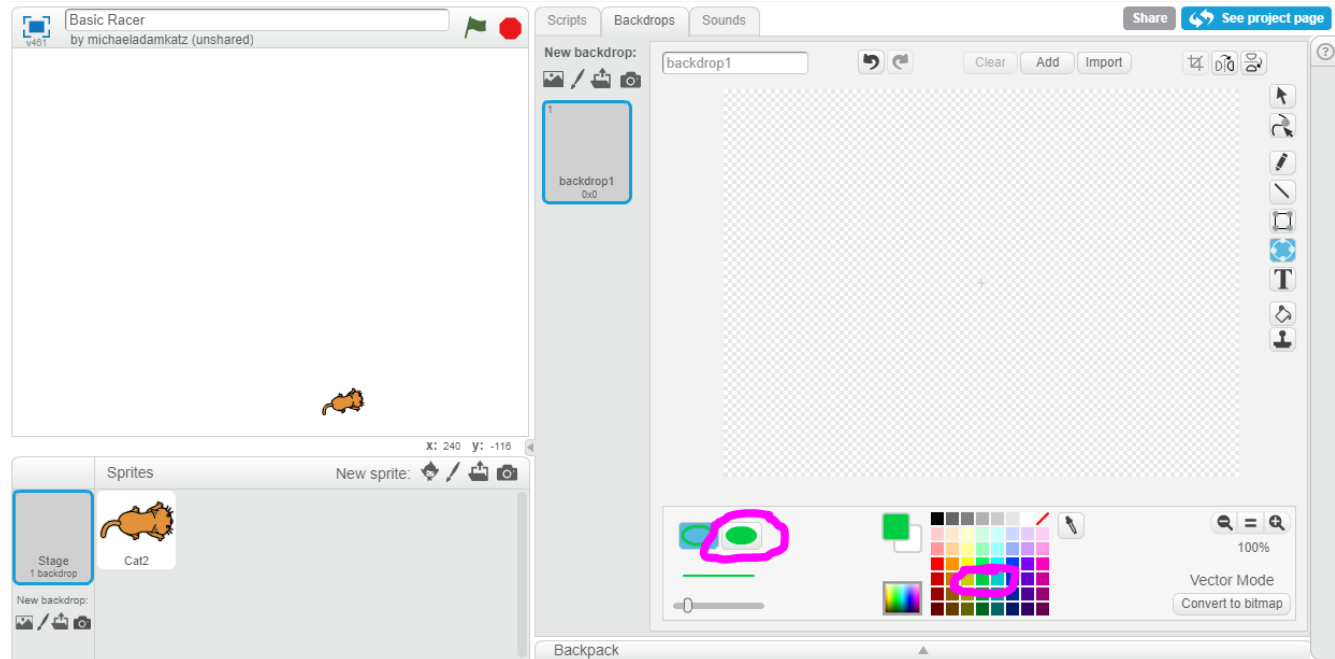 Basic Racer
v461
by michaeladamkatz (unshared)
Scripts
Backdrops
Sounds
Share
See project page
New backdrop:
backdrop1
Clear
Add
Import
?
1
backdrop1
0x0
T
X: 240 y: -116
Sprites
New sprite:
Stage
1 backdrop
Cat2
New backdrop:
100%
Vector Mode
Convert to bitmap
Backpack